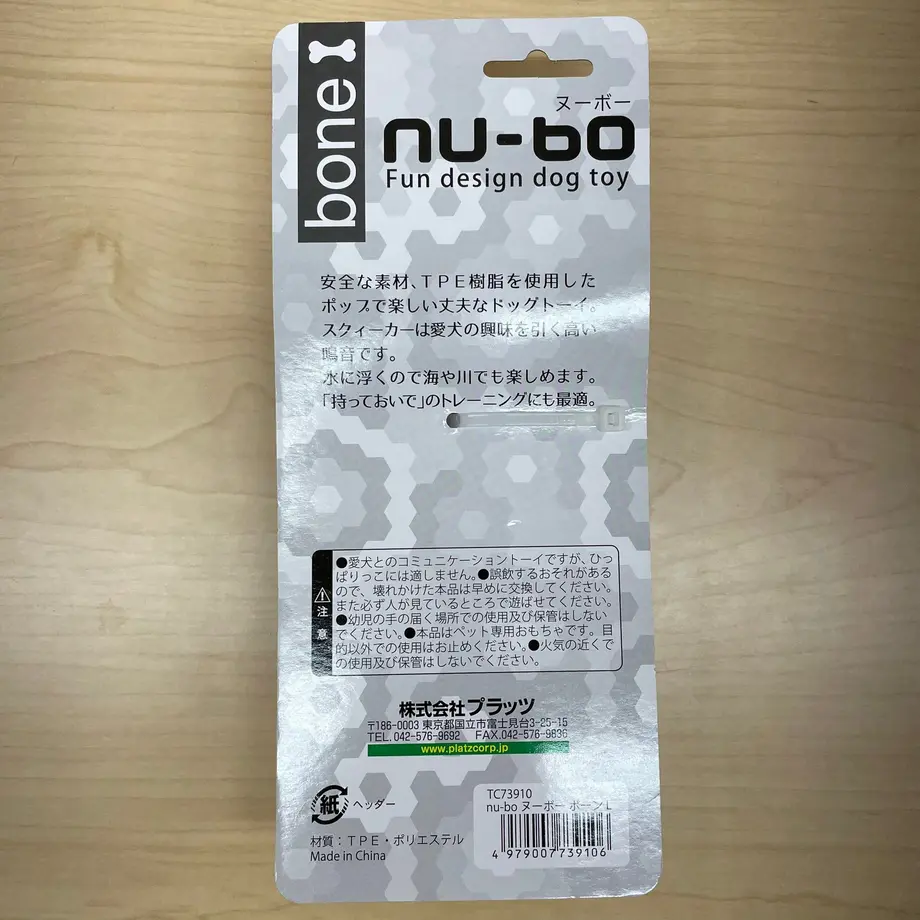 bone
ヌーボー
nu-bo
Fun design dog toy
安全な素材、TPE樹脂を使用した
ポップで楽しい丈夫なドッグトーイ。
スクィーカーは愛犬の興味を引く高い
鳴音です。
水に浮くので海や川でも楽しめます。
「持っておいで」のトレーニングにも最適。
注意
●愛犬とのコミュニケーショントーイですが、ひっ
ぱりっこには適しません。●誤飲するおそれがある
ので、壊れかけた本品は早めに交換してください。
また必ず人が見ているところで遊ばせてください。
●幼児の手の届く場所での使用及び保管はしない
でください。●本品はペット専用おもちゃです。目
的以外での使用はお止めください。●火気の近くで
の使用及び保管はしないでください。
株式会社プラッツ
〒186-0003 東京都国立市富士見台3-25-15
TEL.042-576-9692 FAX.042-576-9836
www.platzcorp.jp
紙 ヘッダー
材質：TPE・ポリエステル
Made in China
TC73910
nu-bo ヌーボー ボーン L
4 979007 739106